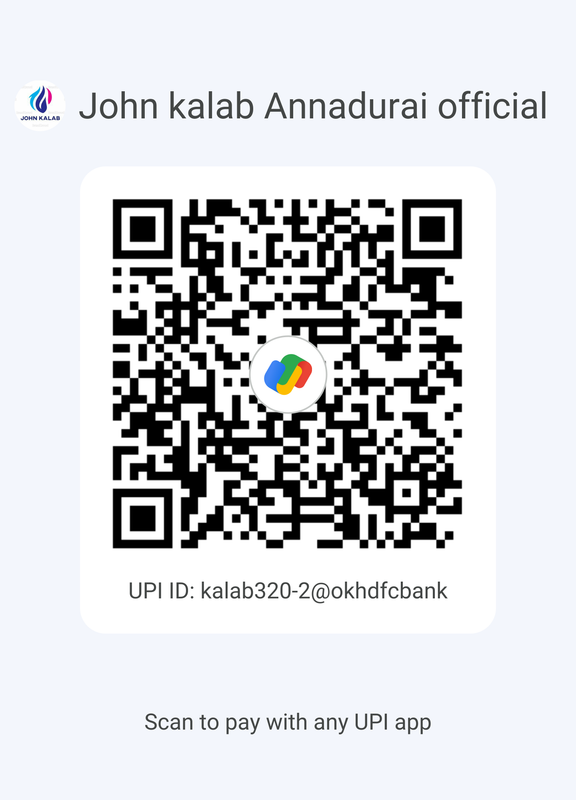 JOHN KALAB
John kalab Annadurai official
UPI ID: kalab320-2@okhdfcbank
Scan to pay with any UPI app